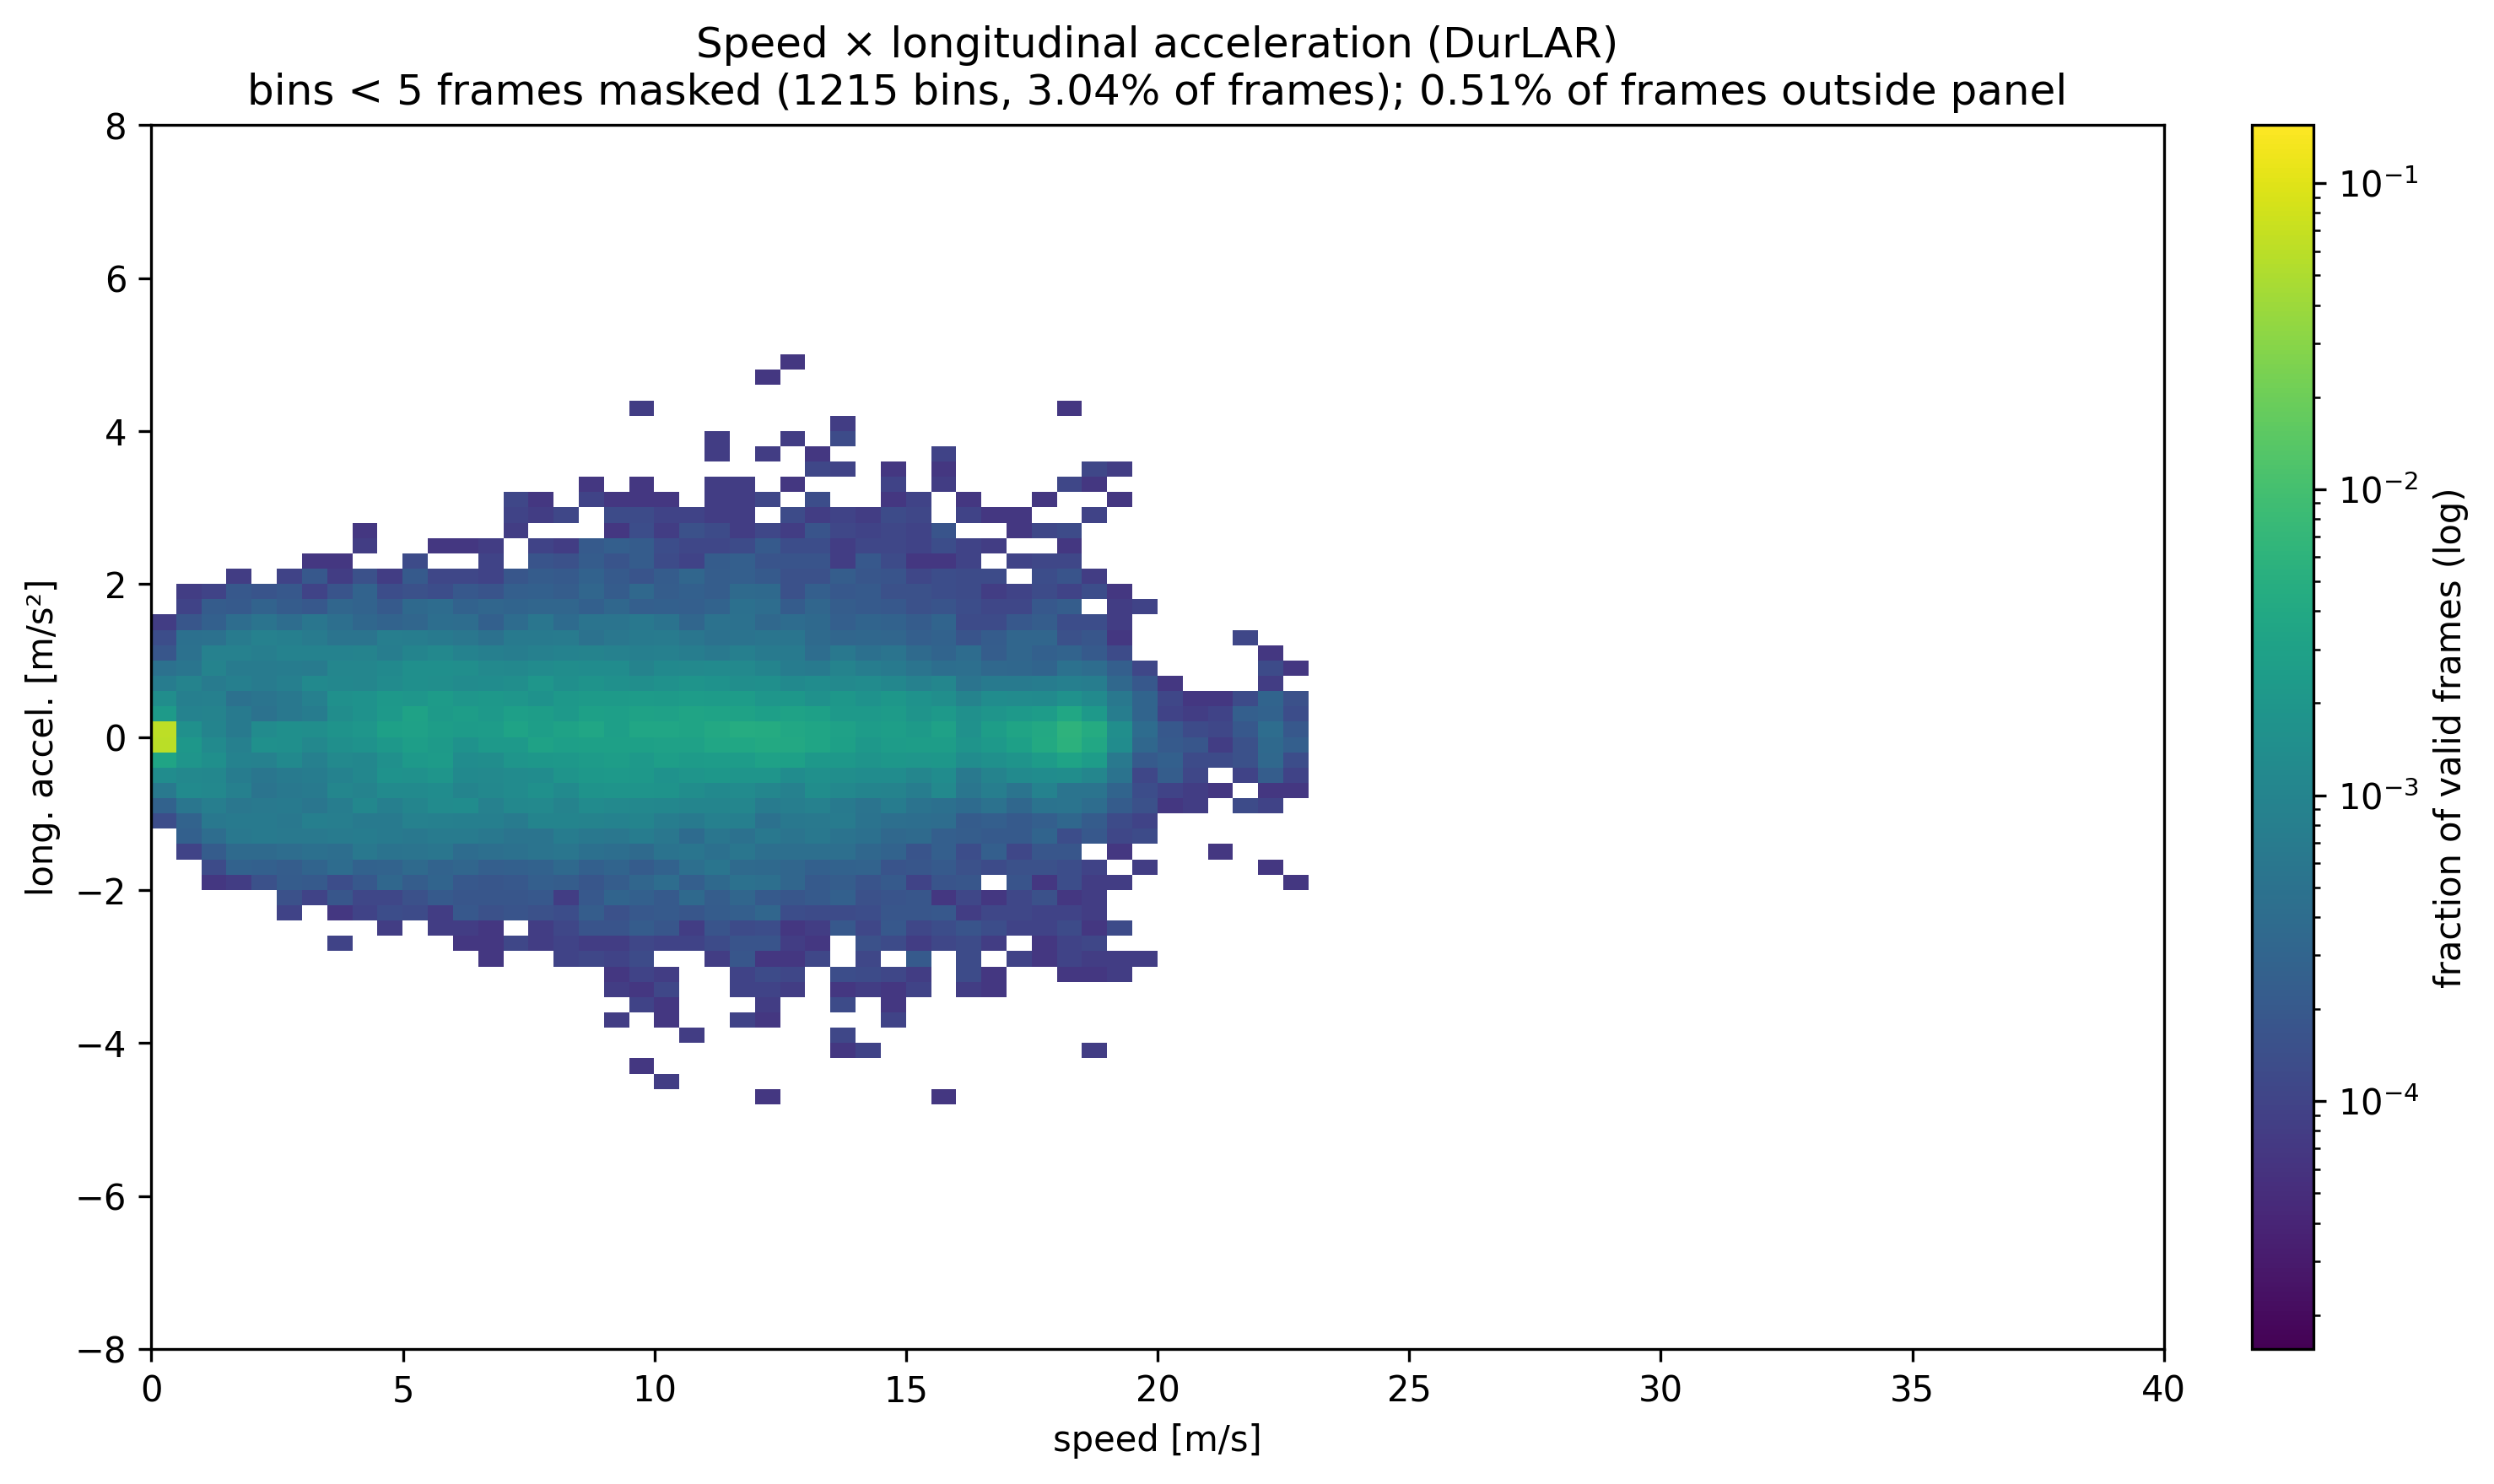 Speed × longitudinal acceleration (DurLAR)
bins < 5 frames masked (1215 bins, 3.04% of frames); 0.51% of frames outside panel
8
6
4
2
0
−2
−4
−6
−8
long. accel. [m/s²]
0 5 10 15 20 25 30 35 40
speed [m/s]
10⁻¹
10⁻²
10⁻³
10⁻⁴
fraction of valid frames (log)